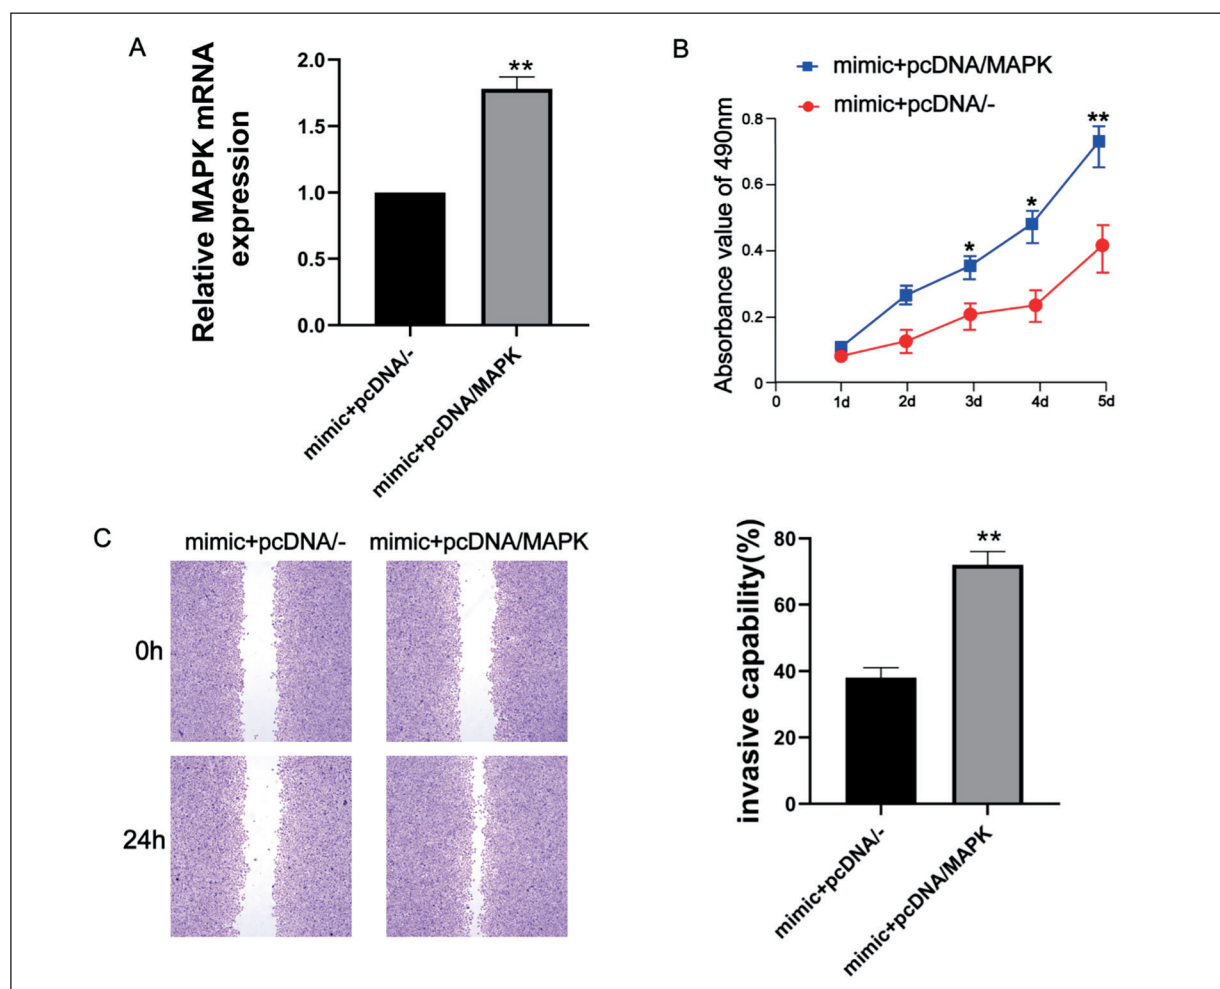 A
Relative MAPK mRNA
expression
2.0
1.5
1.0
0.5
0.0
**
mimic+pcDNA/-
mimic+pcDNA/MAPK
B
mimic+pcDNA/MAPK
mimic+pcDNA/-
Absorbance value of 490nm
0.8
0.6
0.4
0.2
0
*
*
**
0
1d
2d
3d
4d
5d
C
mimic+pcDNA/-
mimic+pcDNA/MAPK
0h
24h
invasive capability(%)
80
60
40
20
0
**
mimic+pcDNA/-
mimic+pcDNA/MAPK